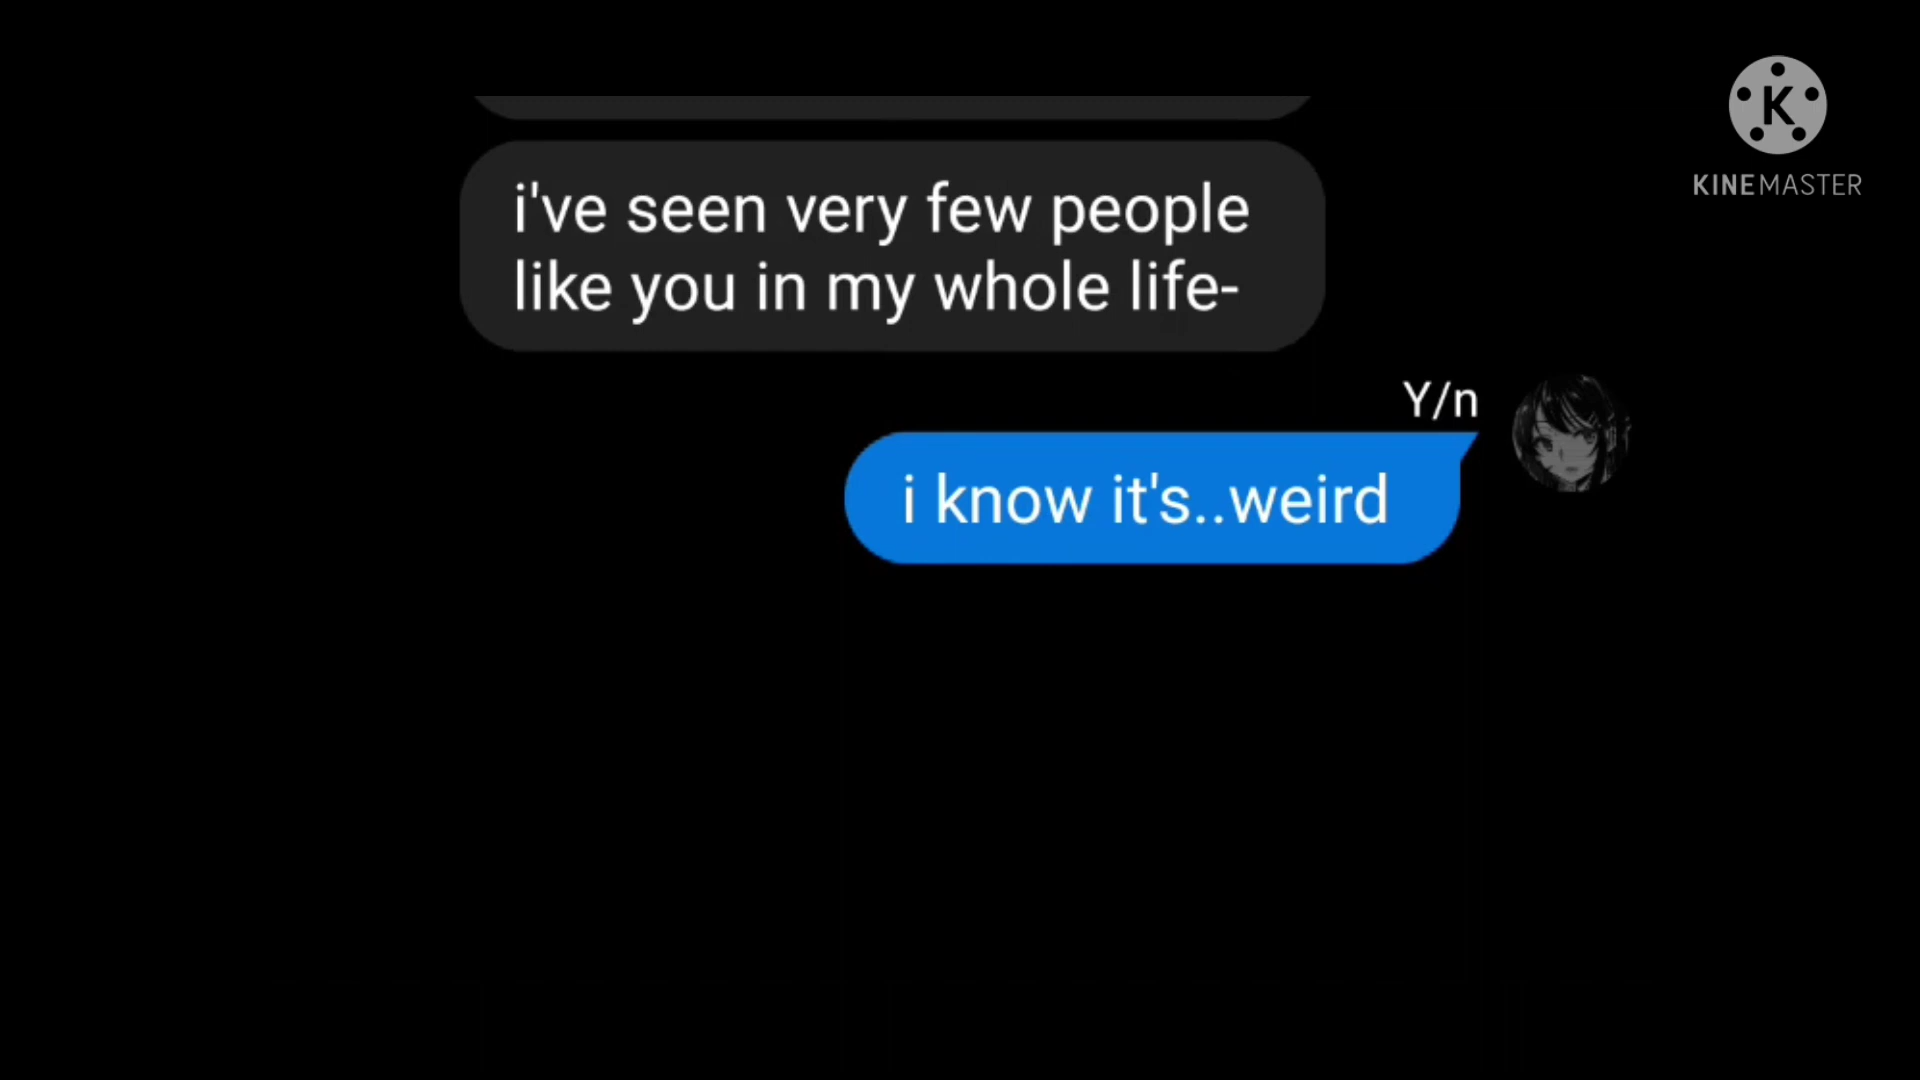 KINEMASTER
i've seen very few people
like you in my whole life-
Y/n
i know it's..weird